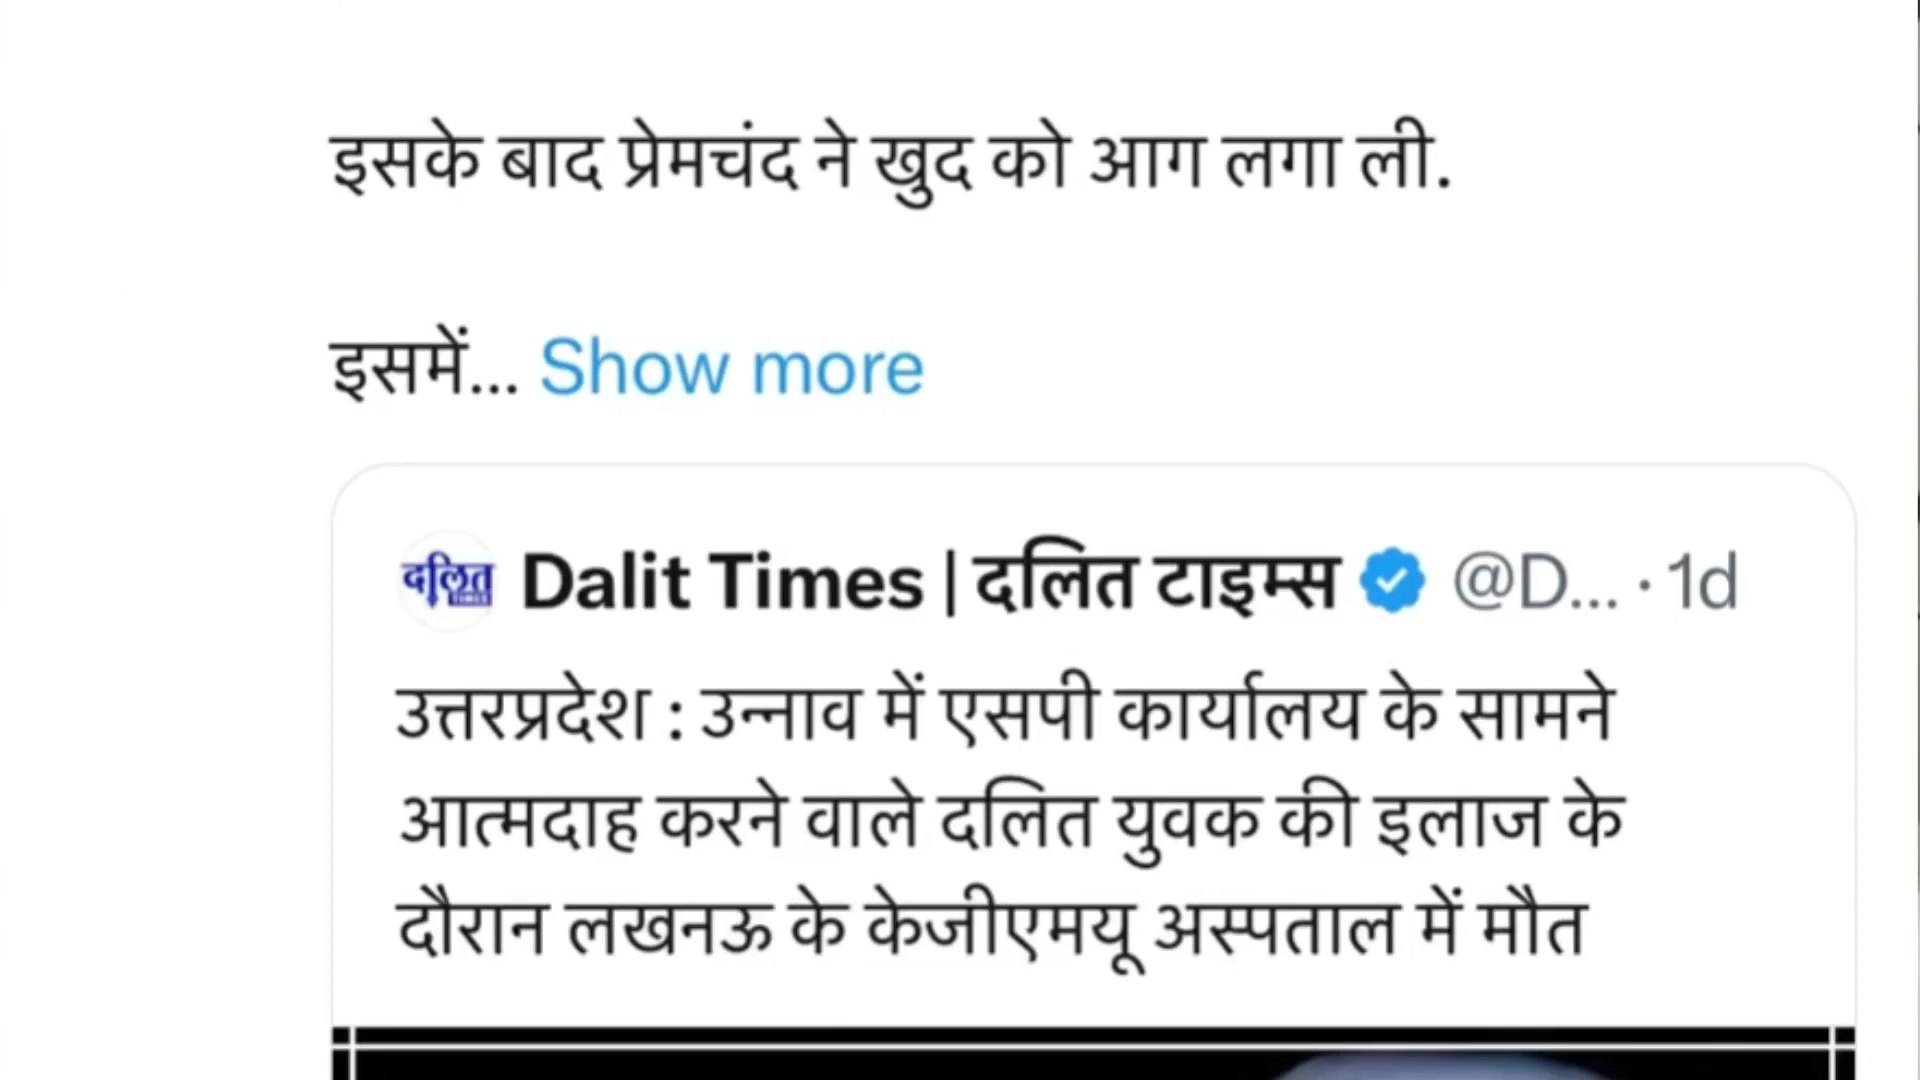 इसके बाद प्रेमचंद ने खुद को आग लगा ली.
इसमें... Show more
दलित
Dalit Times | दलित टाइम्स @D... · 1d
उत्तरप्रदेश : उन्नाव में एसपी कार्यालय के सामने
आत्मदाह करने वाले दलित युवक की इलाज के
दौरान लखनऊ के केजीएमयू अस्पताल में मौत